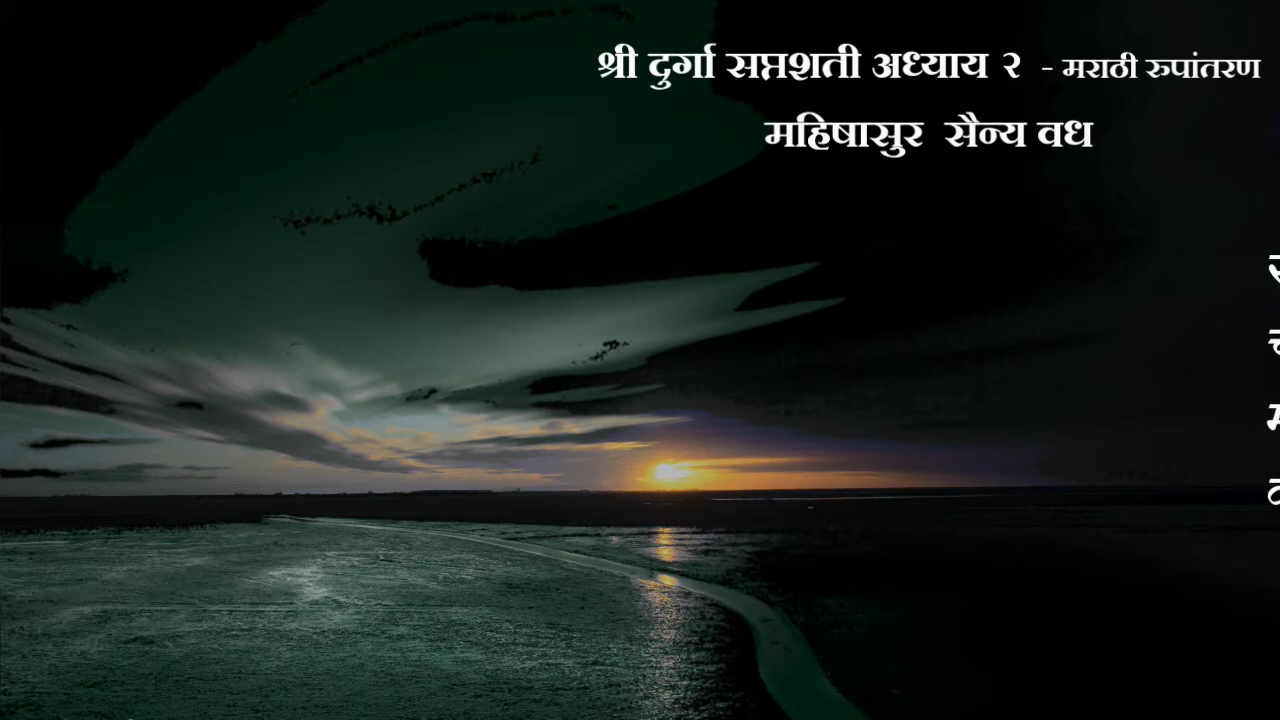 श्री दुर्गा सप्तशती अध्याय २ - मराठी रुपांतरण
महिषासुर सैन्य वध